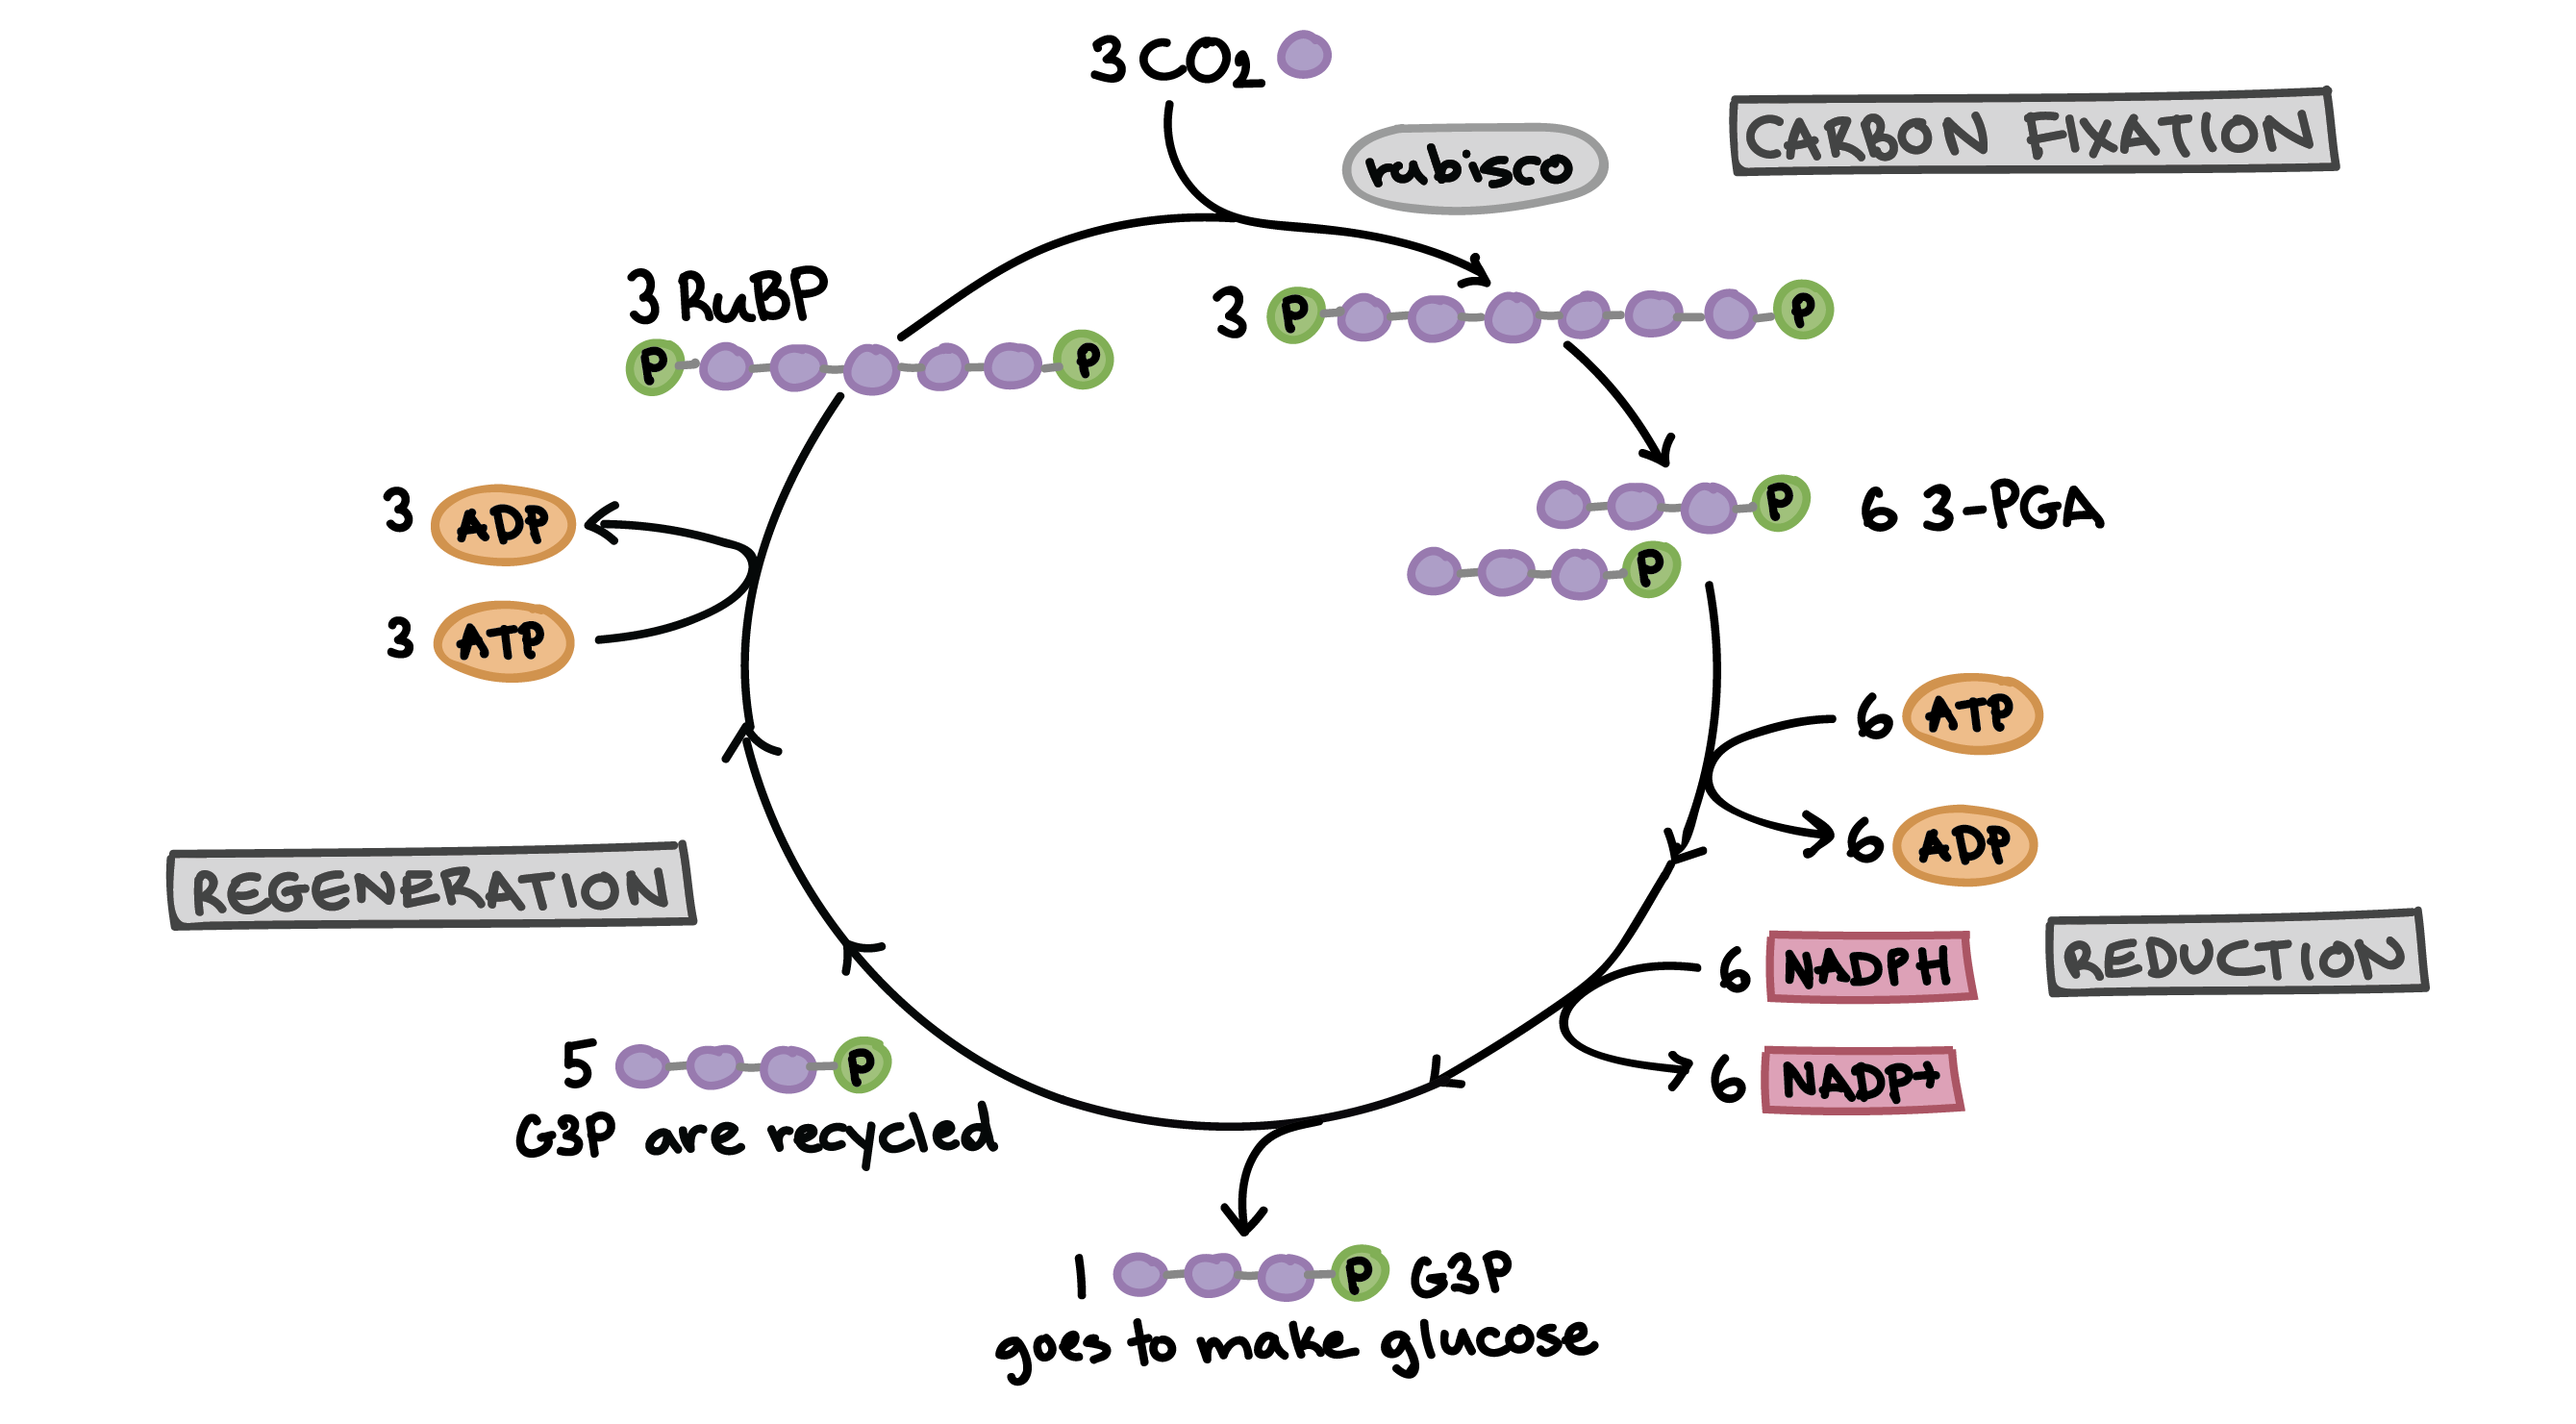 3 CO2
rubisco
CARBON FIXATION
3 RuBP
P P
3 P P
P 6 3-PGA
P
3 ADP
3 ATP
6 ATP
6 ADP
REGENERATION
6 NADPH
REDUCTION
6 NADP+
5 P
G3P are recycled
1 P G3P
goes to make glucose